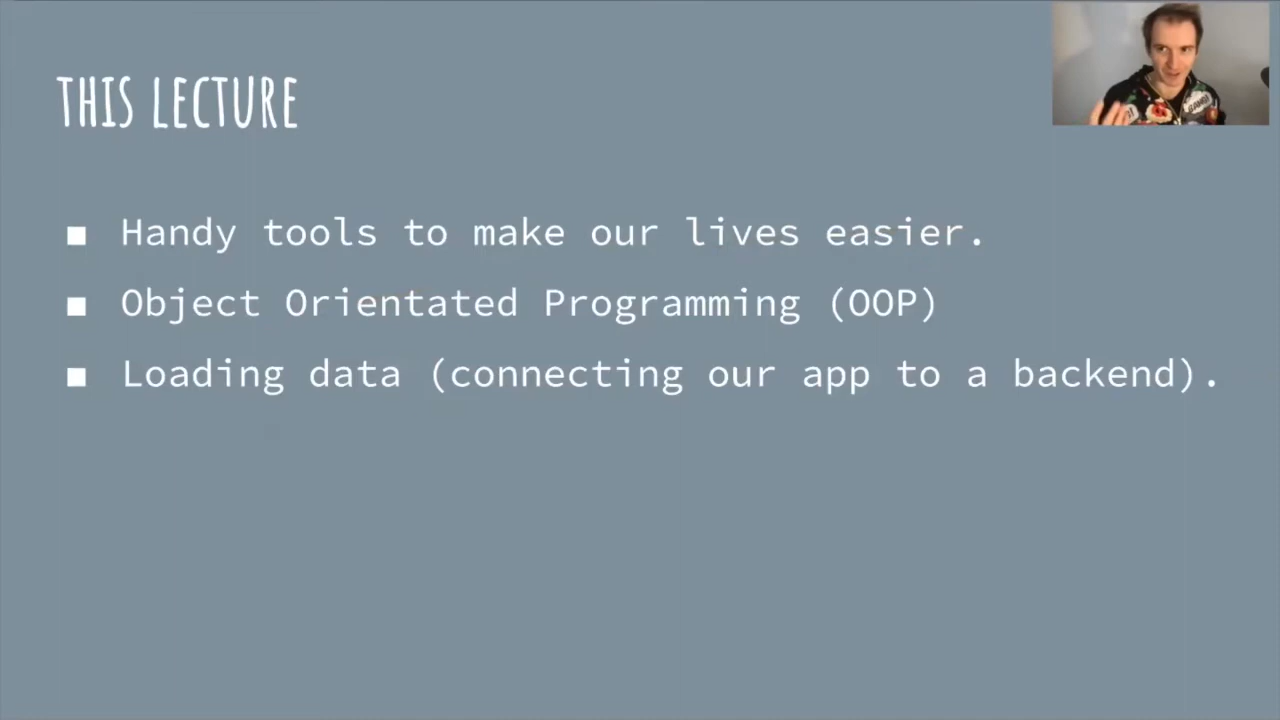 THIS LECTURE
Handy tools to make our lives easier.
Object Orientated Programming (OOP)
Loading data (connecting our app to a backend).